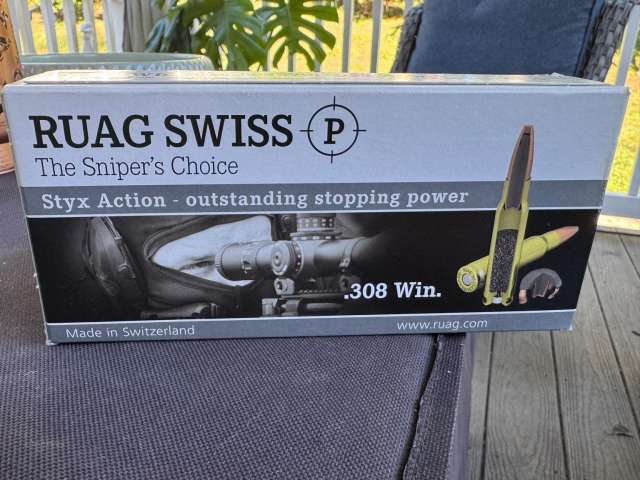 RUAG SWISS P
The Sniper's Choice
Styx Action - outstanding stopping power
.308 Win.
Made in Switzerland
www.ruag.com